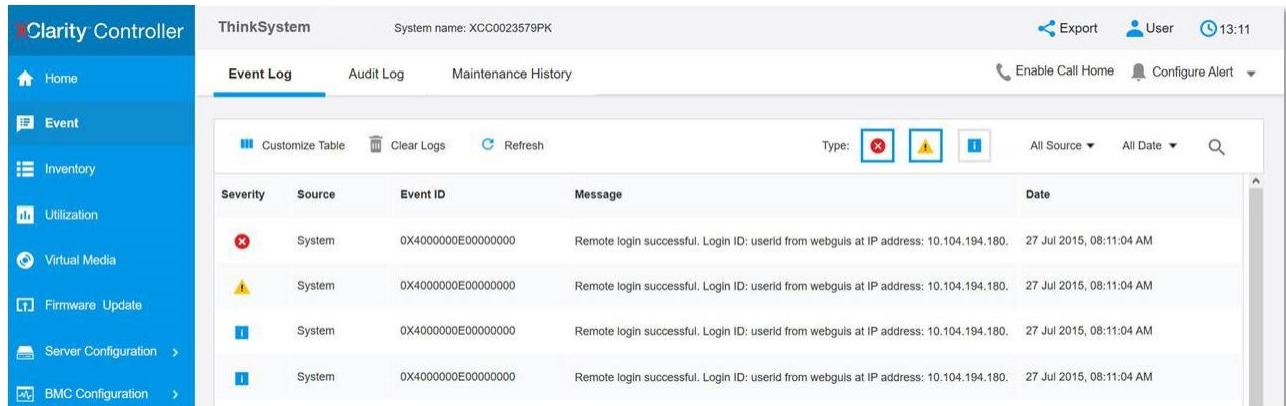 XClarity Controller
ThinkSystem System name: XCC0023579PK Export User 13:11
Home
Event Log Audit Log Maintenance History Enable Call Home Configure Alert
Event
Customize Table Clear Logs Refresh Type: All Source All Date
Inventory
Severity Source Event ID Message Date
Utilization
System 0X4000000E00000000 Remote login successful. Login ID: userid from webguis at IP address: 10.104.194.180. 27 Jul 2015, 08:11:04 AM
Virtual Media
System 0X4000000E00000000 Remote login successful. Login ID: userid from webguis at IP address: 10.104.194.180. 27 Jul 2015, 08:11:04 AM
Firmware Update
System 0X4000000E00000000 Remote login successful. Login ID: userid from webguis at IP address: 10.104.194.180. 27 Jul 2015, 08:11:04 AM
Server Configuration
System 0X4000000E00000000 Remote login successful. Login ID: userid from webguis at IP address: 10.104.194.180. 27 Jul 2015, 08:11:04 AM
BMC Configuration